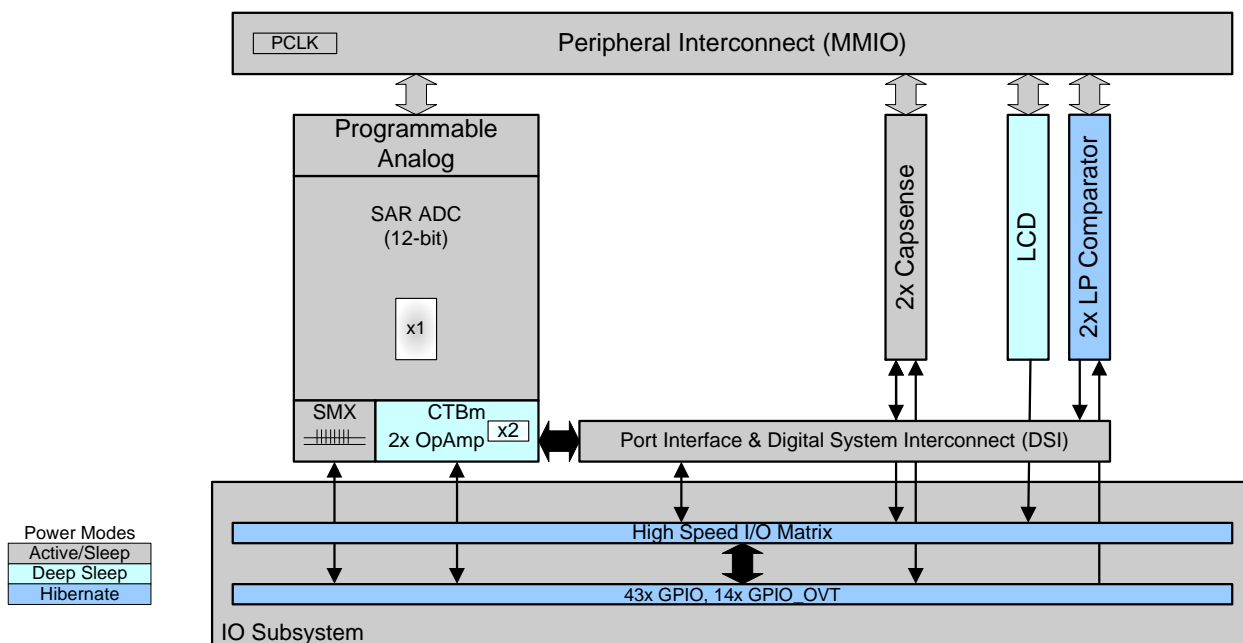 PCLK
Peripheral Interconnect (MMIO)
Programmable
Analog
SAR ADC
(12-bit)
x1
SMX
CTBm
2x OpAmp
x2
2x Capsense
LCD
2x LP Comparator
Port Interface & Digital System Interconnect (DSI)
High Speed I/O Matrix
43x GPIO, 14x GPIO_OVT
IO Subsystem
Power Modes
Active/Sleep
Deep Sleep
Hibernate